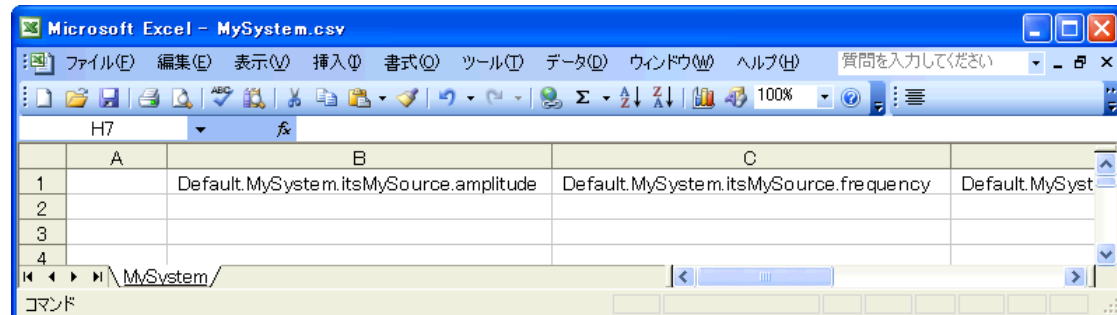 Microsoft Excel - MySystem.csv
ファイル(F) 編集(E) 表示(V) 挿入(I) 書式(O) ツール(T) データ(D) ウィンドウ(W) ヘルプ(H) 質問を入力してください
100%
H7 fx
A B C
1 Default.MySystem.itsMySource.amplitude Default.MySystem.itsMySource.frequency Default.MySyst
2
3
4
MySystem
コマンド